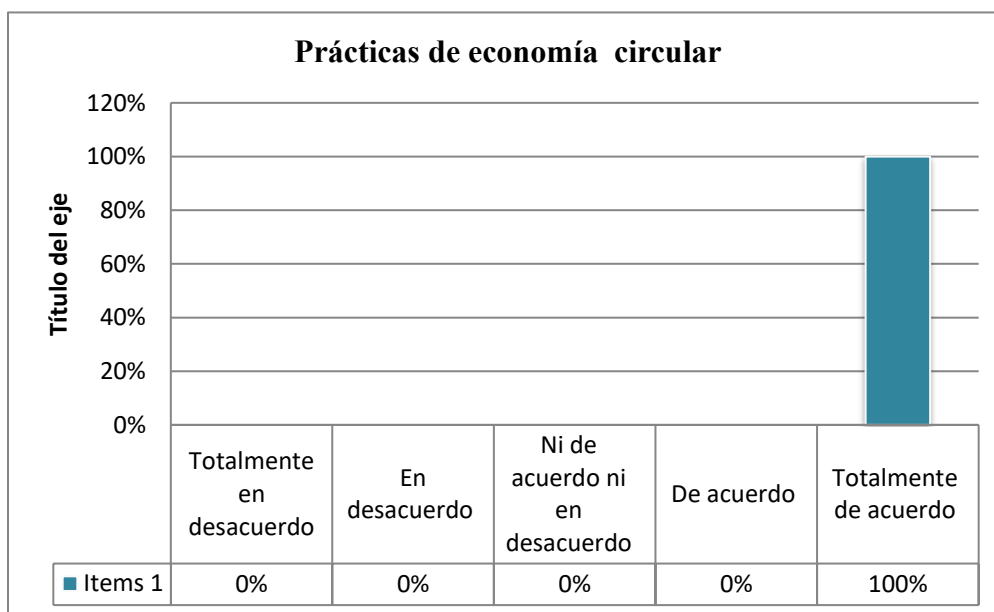 Prácticas de economía  circular
Título del eje
120%
100%
80%
60%
40%
20%
0%
Totalmente
en
desacuerdo
En
desacuerdo
Ni de
acuerdo ni
en
desacuerdo
De acuerdo
Totalmente
de acuerdo
Items 1 0% 0% 0% 0% 100%